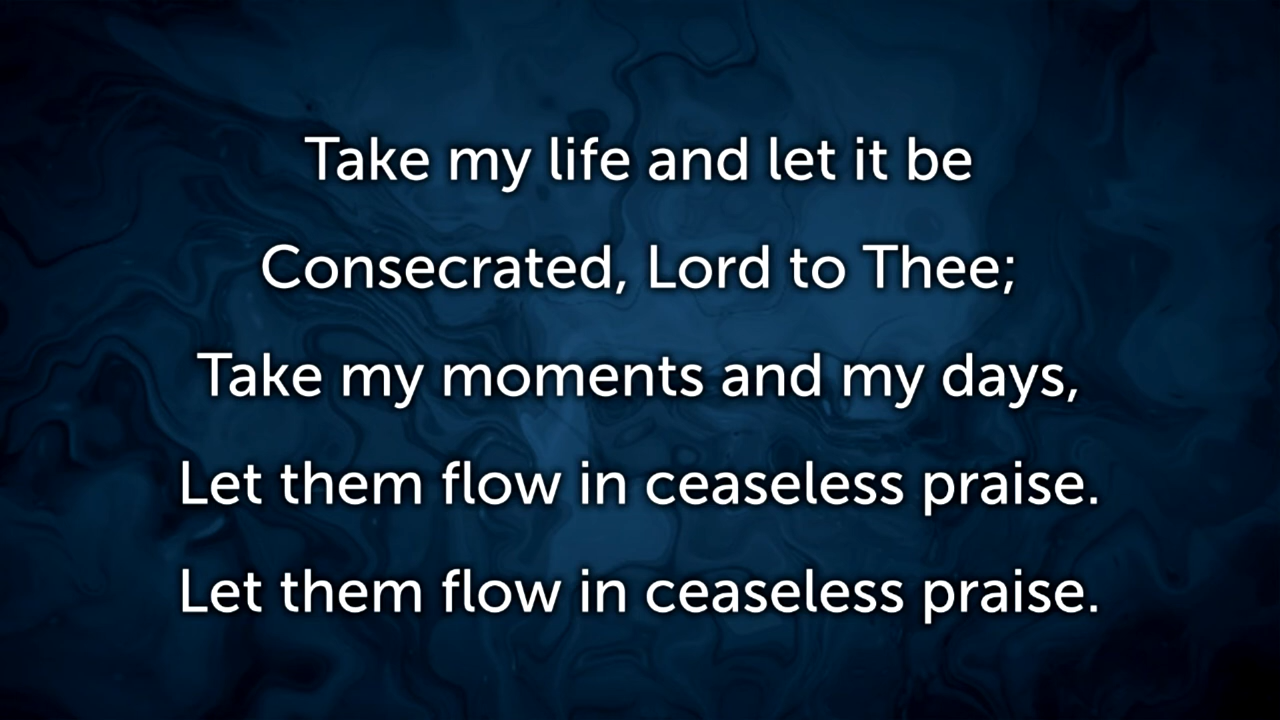 Take my life and let it be
Consecrated, Lord to Thee;
Take my moments and my days,
Let them flow in ceaseless praise.
Let them flow in ceaseless praise.